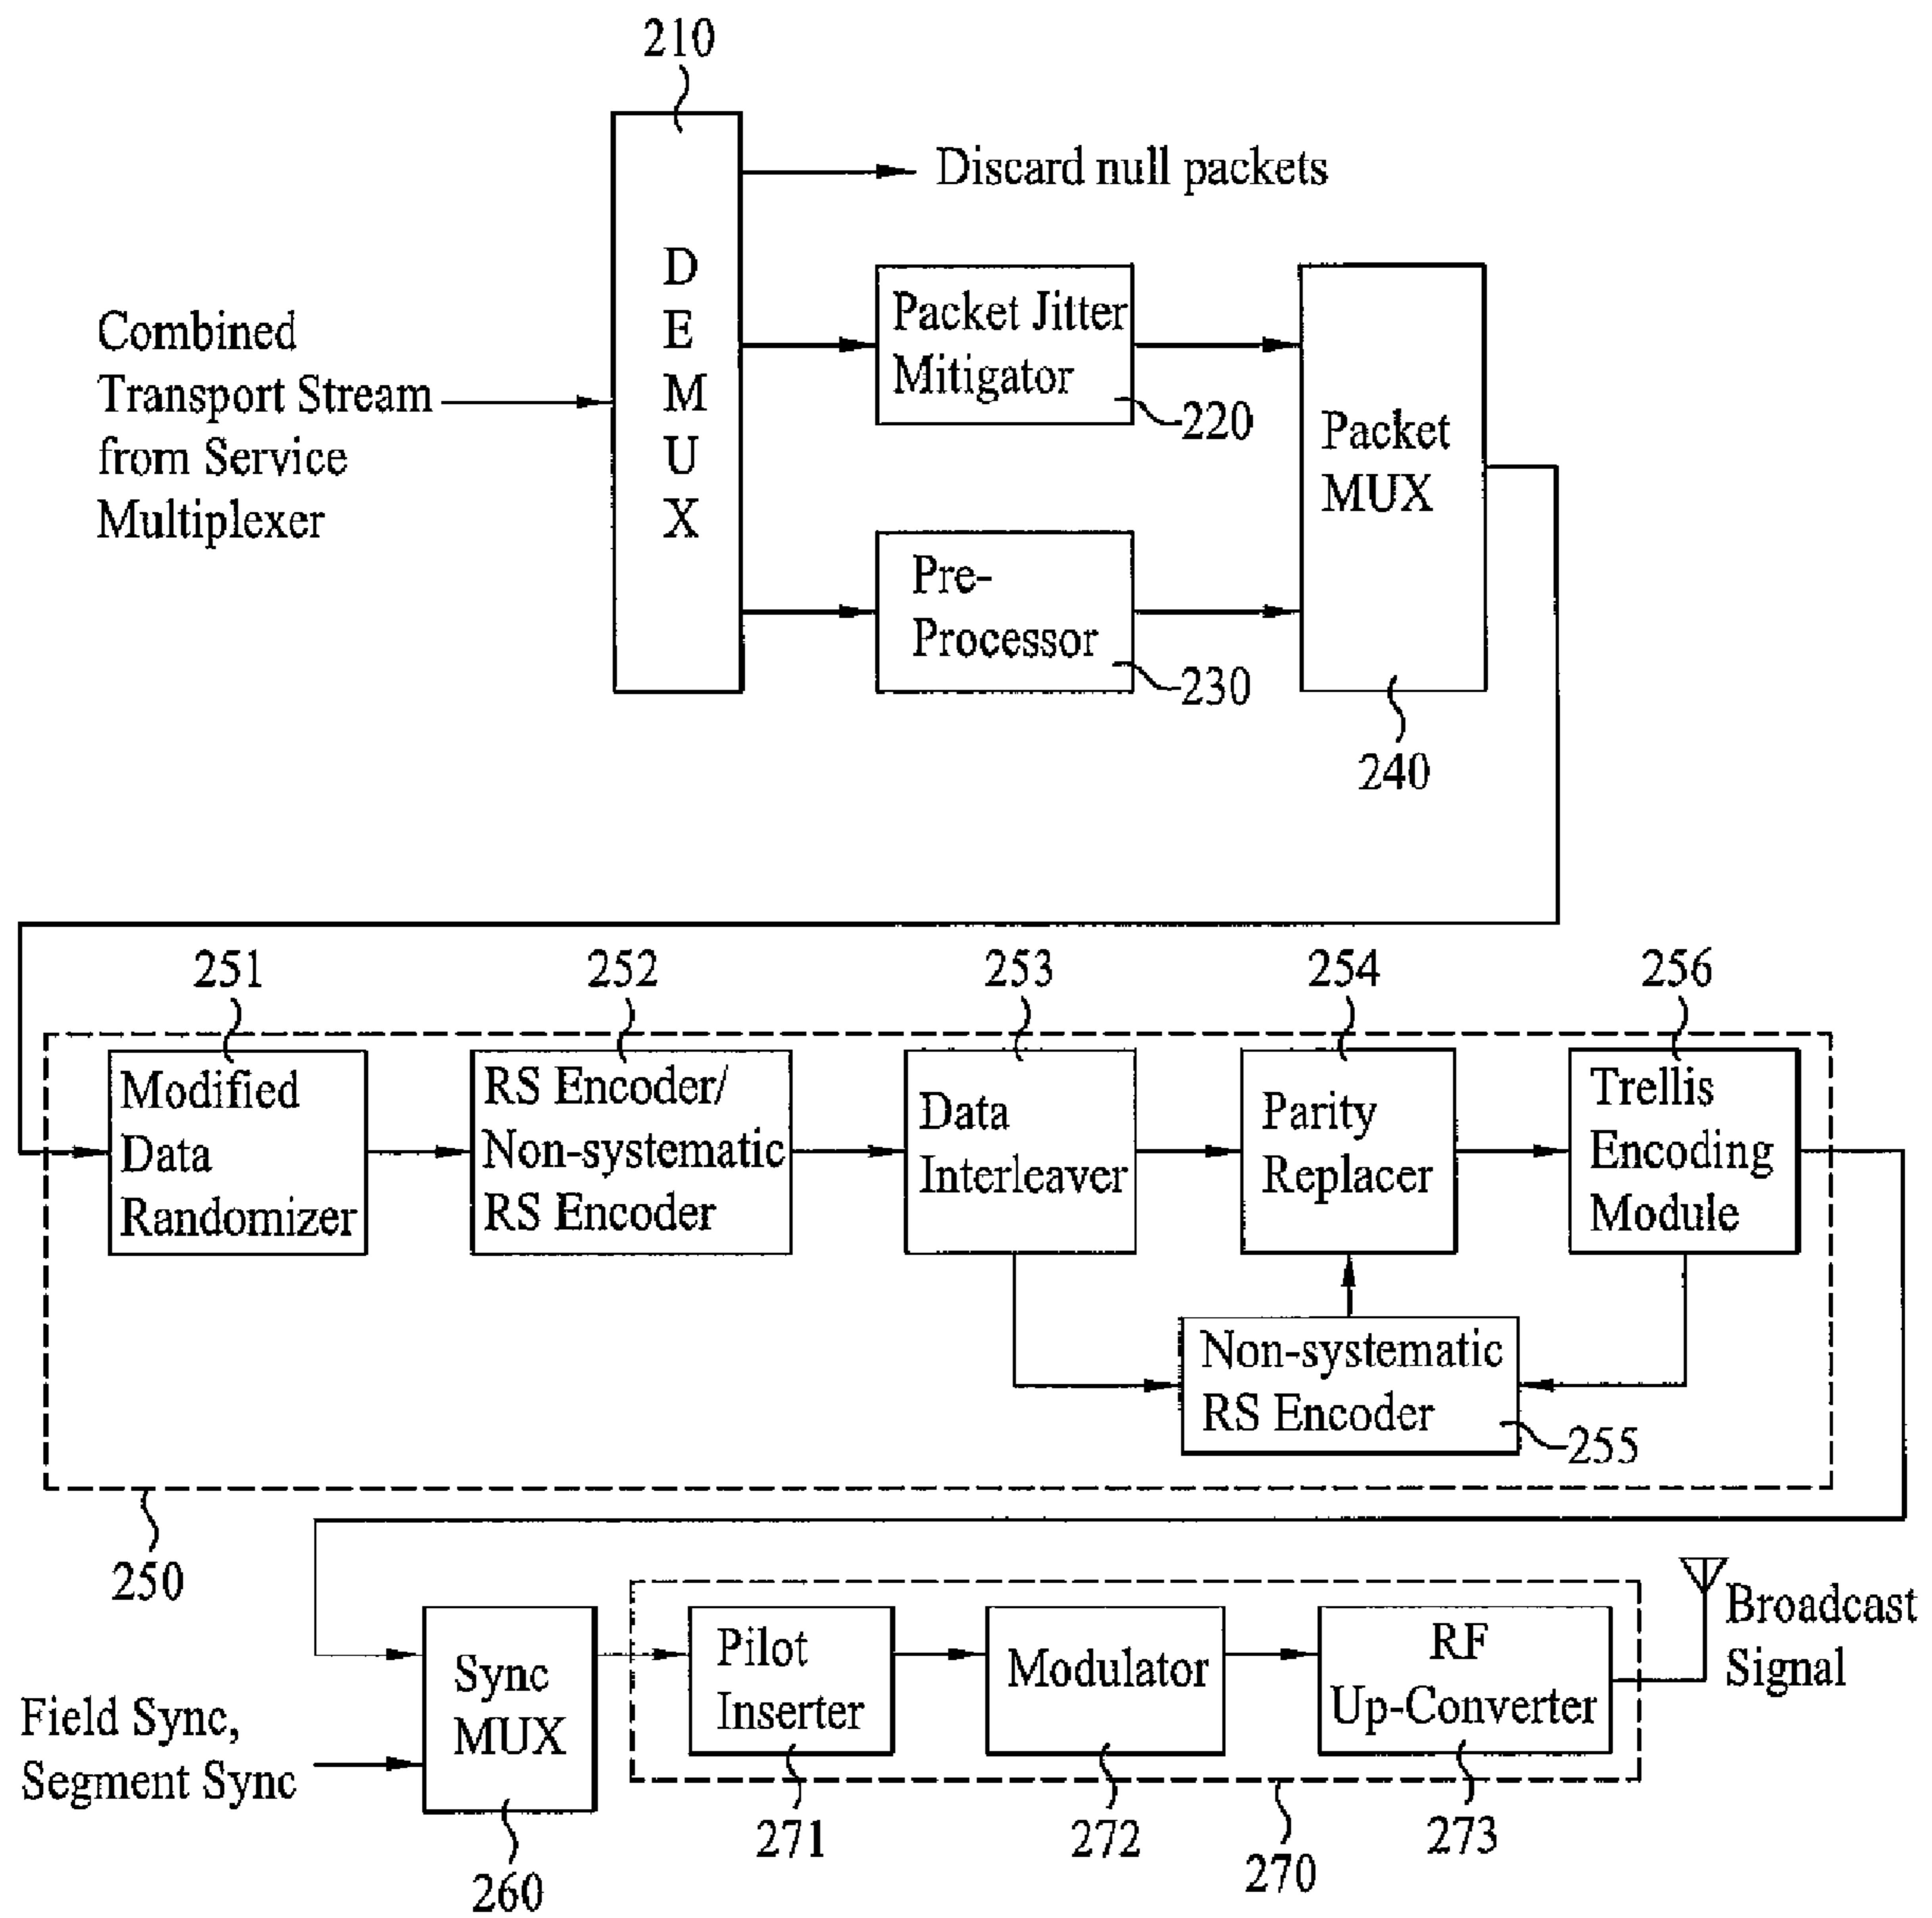 210
Discard null packets
D
E
M
U
X
Combined
Transport Stream
from Service
Multiplexer
Packet Jitter
Mitigator
220
Pre-
Processor
230
Packet
MUX
240
251
252
253
254
256
Modified
Data
Randomizer
RS Encoder/
Non-systematic
RS Encoder
Data
Interleaver
Parity
Replacer
Trellis
Encoding
Module
Non-systematic
RS Encoder
255
250
Field Sync,
Segment Sync
Sync
MUX
260
Pilot
Inserter
271
Modulator
272
RF
Up-Converter
273
270
Broadcast
Signal